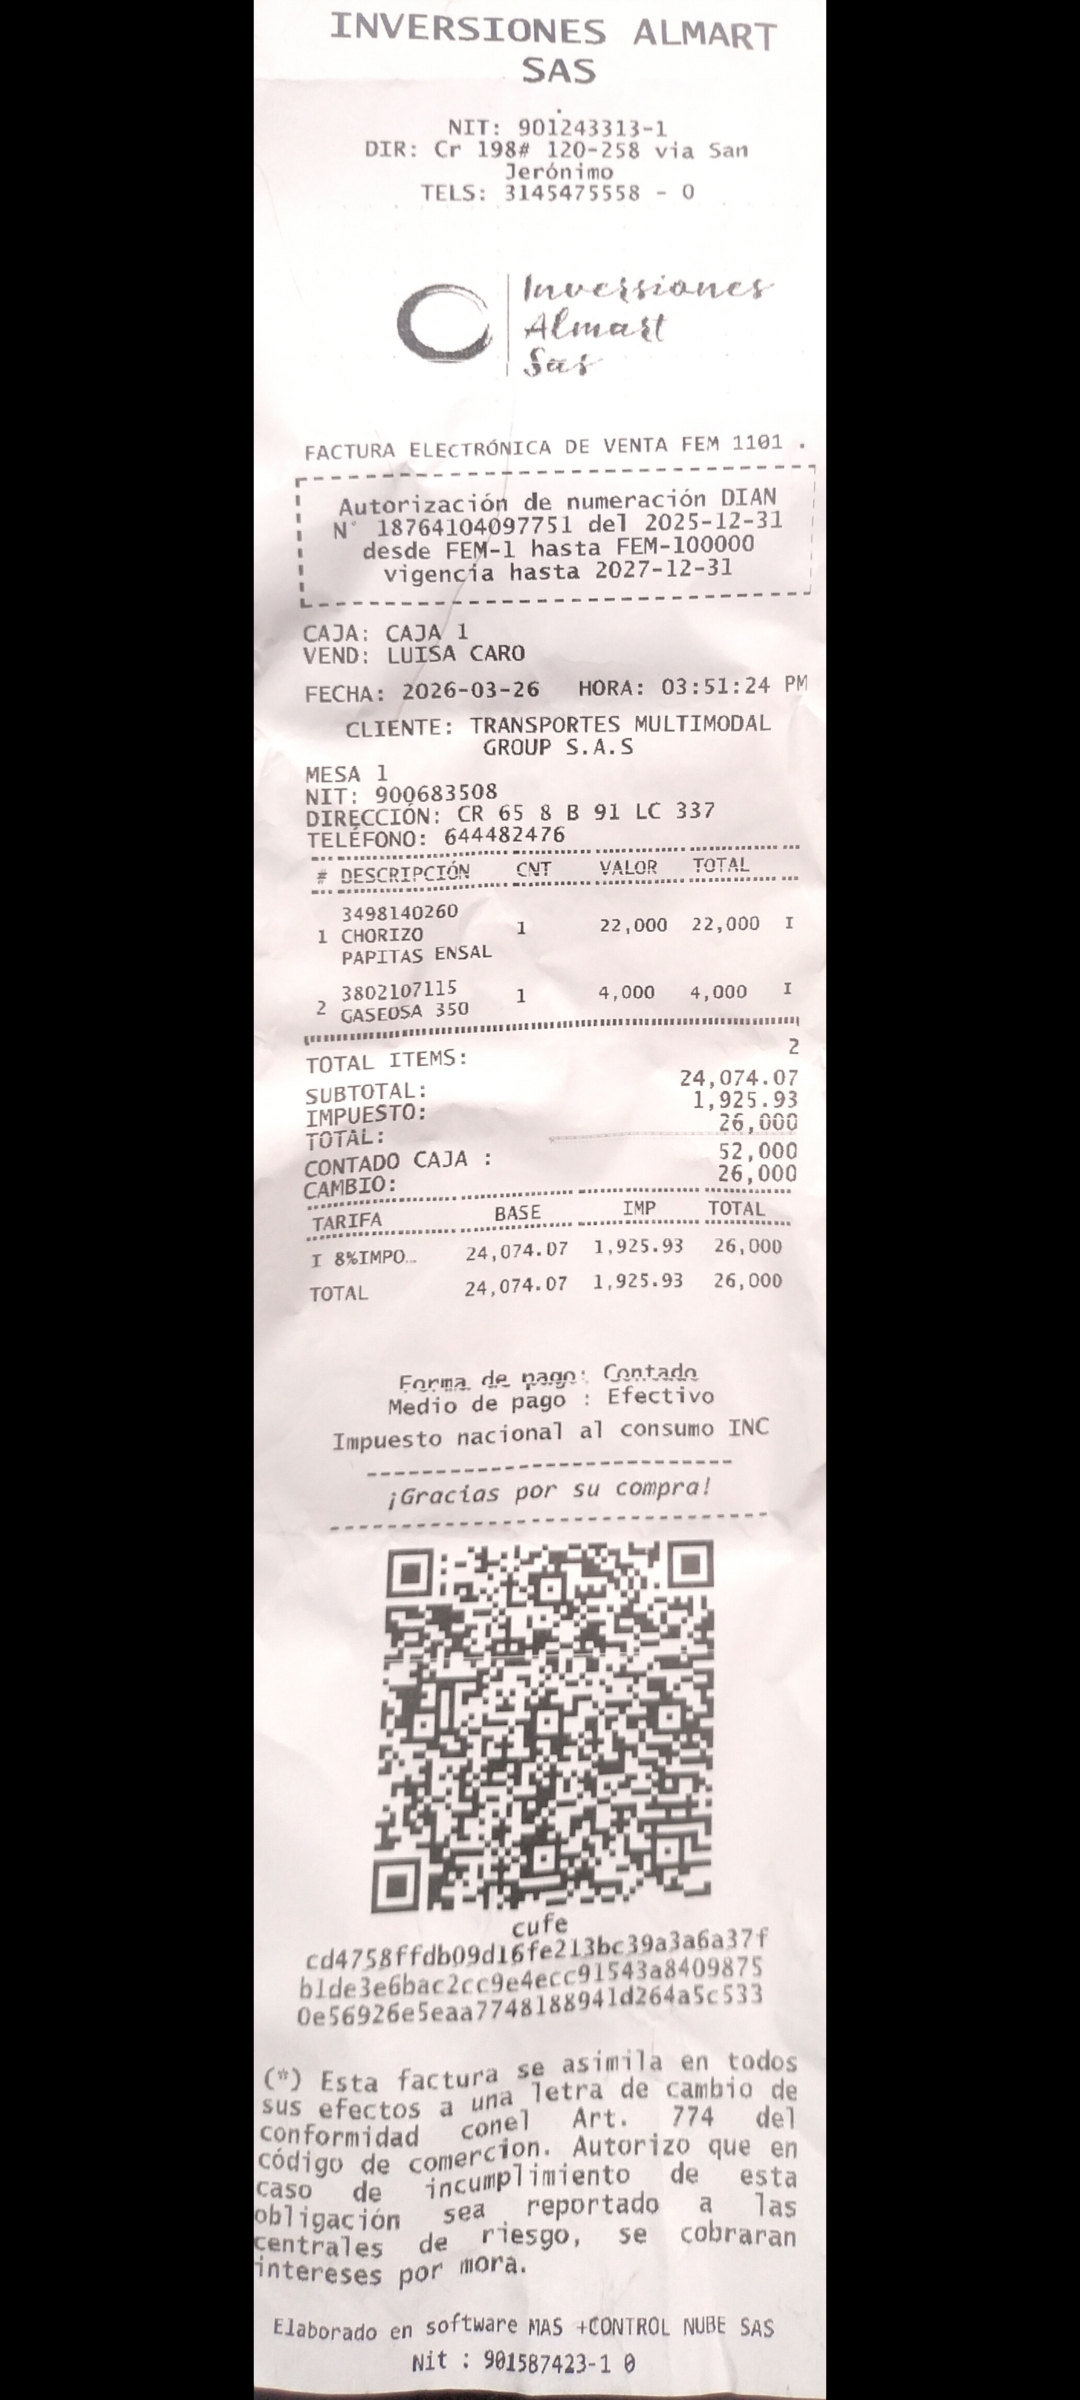 INVERSIONES ALMART
SAS
.
NIT: 901243313-1
DIR: Cr 198# 120-258 via San
Jerónimo
TELS: 3145475558 - 0
Inversiones
Almart
Sas
FACTURA ELECTRÓNICA DE VENTA FEM 1101 .
Autorización de numeración DIAN
N° 18764104097751 del 2025-12-31
desde FEM-1 hasta FEM-100000
vigencia hasta 2027-12-31
CAJA: CAJA 1
VEND: LUISA CARO
FECHA: 2026-03-26 HORA: 03:51:24 PM
CLIENTE: TRANSPORTES MULTIMODAL
GROUP S.A.S
MESA 1
NIT: 900683508
DIRECCIÓN: CR 65 8 B 91 LC 337
TELÉFONO: 644482476
# DESCRIPCIÓN CNT VALOR TOTAL
3498140260
1 CHORIZO 1 22,000 22,000 I
PAPITAS ENSAL
3802107115
2 GASEOSA 350 1 4,000 4,000 I
TOTAL ITEMS: 2
SUBTOTAL: 24,074.07
IMPUESTO: 1,925.93
TOTAL: 26,000
CONTADO CAJA : 52,000
CAMBIO: 26,000
TARIFA BASE IMP TOTAL
I 8%IMPO… 24,074.07 1,925.93 26,000
TOTAL 24,074.07 1,925.93 26,000
Forma de pago: Contado
Medio de pago : Efectivo
Impuesto nacional al consumo INC
¡Gracias por su compra!
cufe
cd4758ffdb09d16fe213bc39a3a6a37f
b1de3e6bac2cc9e4ecc91543a8409875
0e56926e5eaa7748188941d264a5c533
(*) Esta factura se asimila en todos
sus efectos a una letra de cambio de
conformidad conel Art. 774 del
código de comercion. Autorizo que en
caso de incumplimiento de esta
obligación sea reportado a las
centrales de riesgo, se cobraran
intereses por mora.
Elaborado en software MAS +CONTROL NUBE SAS
Nit : 901587423-1 0